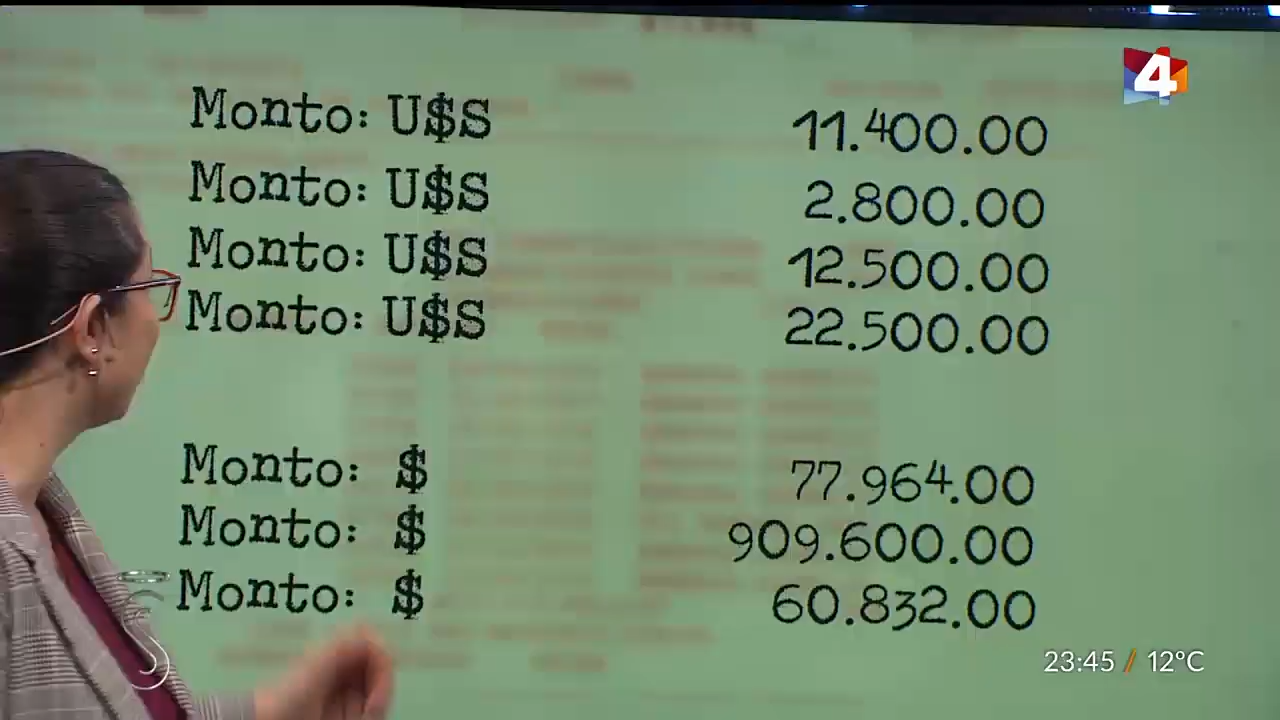 4
Monto: U$S 11.400.00
Monto: U$S 2.800.00
Monto: U$S 12.500.00
Monto: U$S 22.500.00
Monto: $ 77.964.00
Monto: $ 909.600.00
Monto: $ 60.832.00
23:45 / 12°C